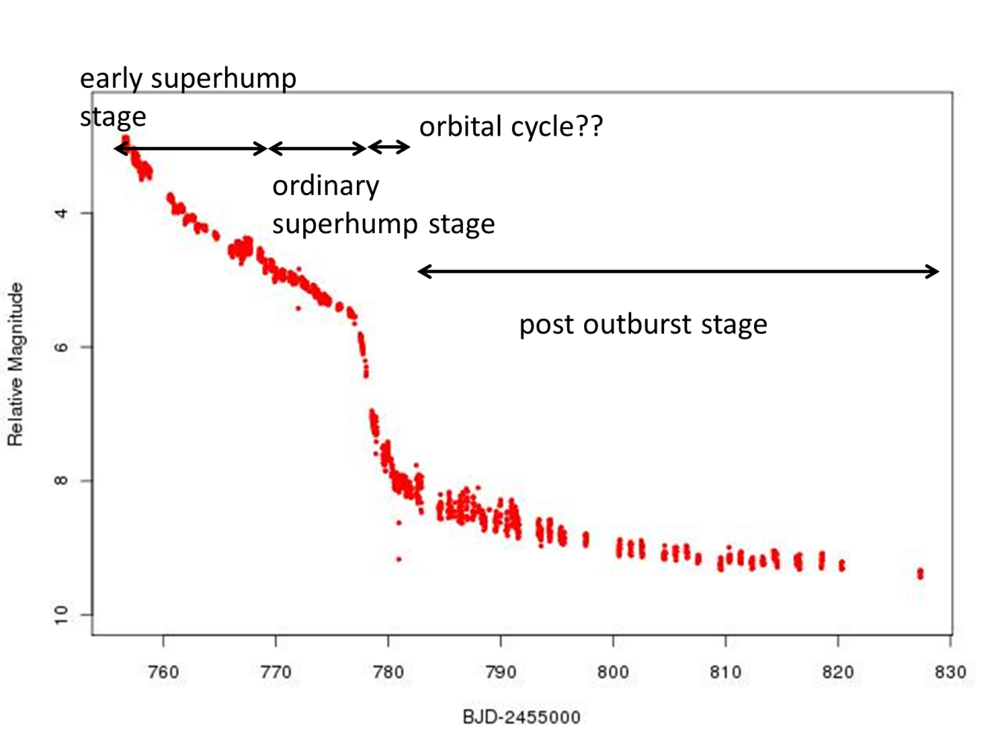 early superhump
stage
orbital cycle??
ordinary
superhump stage
post outburst stage
Relative Magnitude
4
6
8
10
760 770 780 790 800 810 820 830
BJD-2455000